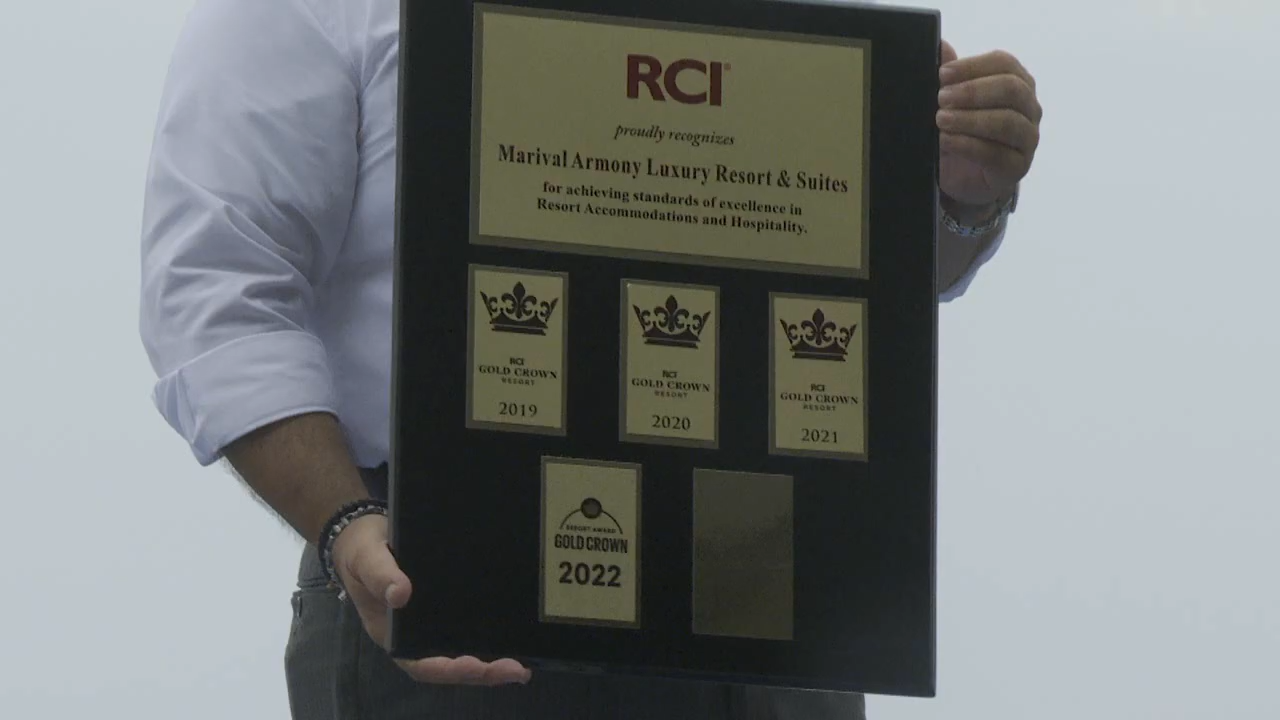 RCI®
proudly recognizes
Marival Armony Luxury Resort & Suites
for achieving standards of excellence in
Resort Accommodations and Hospitality.
RCI
GOLD CROWN
RESORT
2019
RCI
GOLD CROWN
RESORT
2020
RCI
GOLD CROWN
RESORT
2021
RESORT AWARD
GOLD CROWN
2022